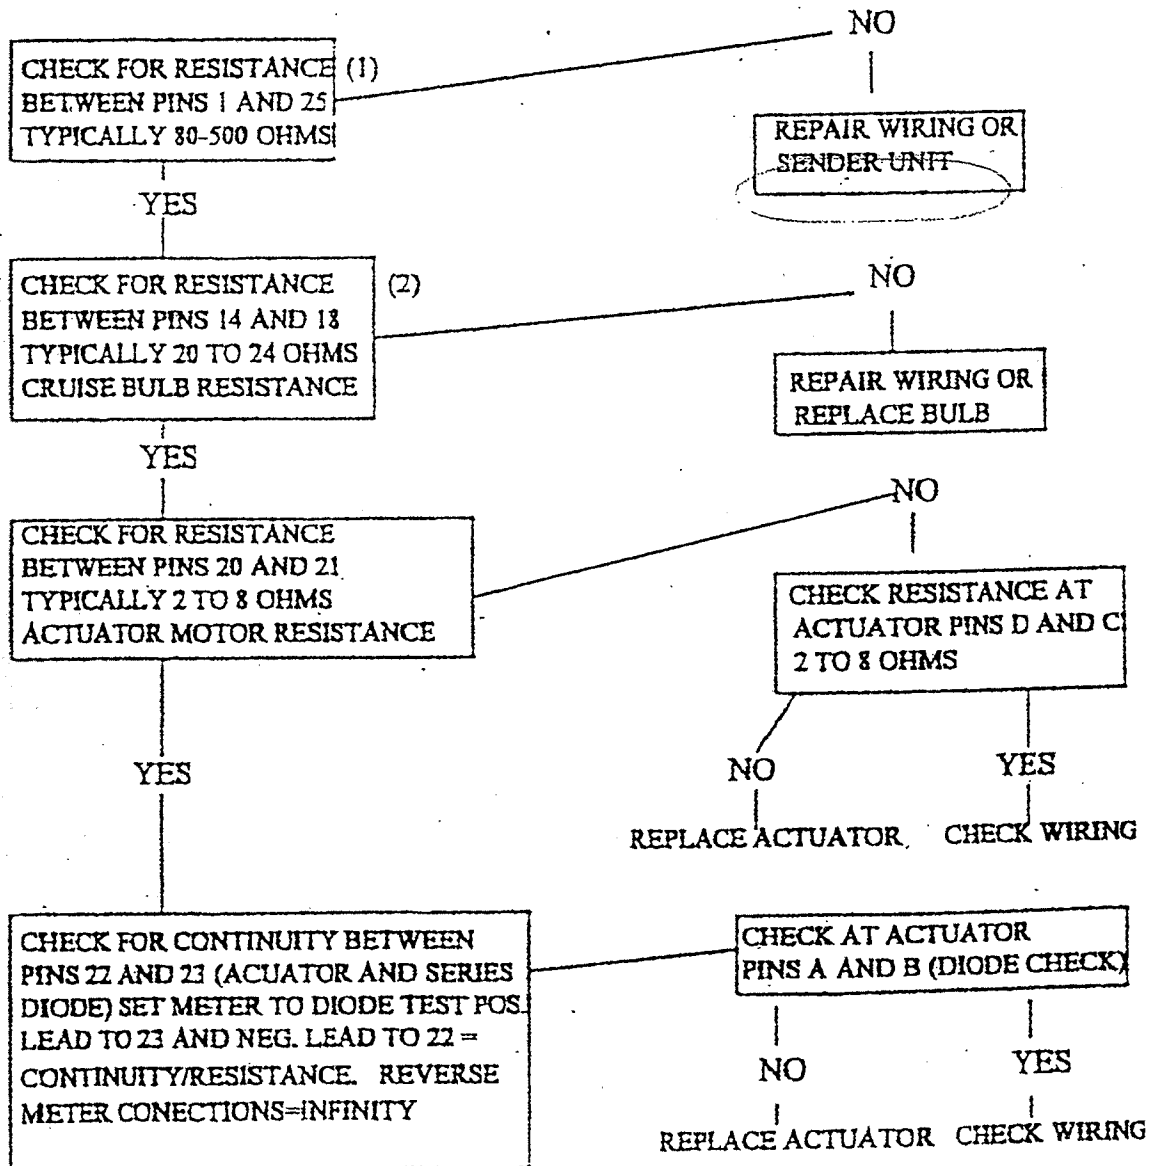 NO
CHECK FOR RESISTANCE (1)
BETWEEN PINS 1 AND 25
TYPICALLY 80-500 OHMS
REPAIR WIRING OR
SENDER UNIT
YES
CHECK FOR RESISTANCE (2)
BETWEEN PINS 14 AND 18
TYPICALLY 20 TO 24 OHMS
CRUISE BULB RESISTANCE
NO
REPAIR WIRING OR
REPLACE BULB
YES
NO
CHECK FOR RESISTANCE
BETWEEN PINS 20 AND 21
TYPICALLY 2 TO 8 OHMS
ACTUATOR MOTOR RESISTANCE
CHECK RESISTANCE AT
ACTUATOR PINS D AND C
2 TO 8 OHMS
YES
NO
YES
REPLACE ACTUATOR
CHECK WIRING
CHECK FOR CONTINUITY BETWEEN
PINS 22 AND 23 (ACUATOR AND SERIES
DIODE) SET METER TO DIODE TEST POS.
LEAD TO 23 AND NEG. LEAD TO 22 =
CONTINUITY/RESISTANCE. REVERSE
METER CONECTIONS=INFINITY
CHECK AT ACTUATOR
PINS A AND B (DIODE CHECK)
NO
YES
REPLACE ACTUATOR
CHECK WIRING